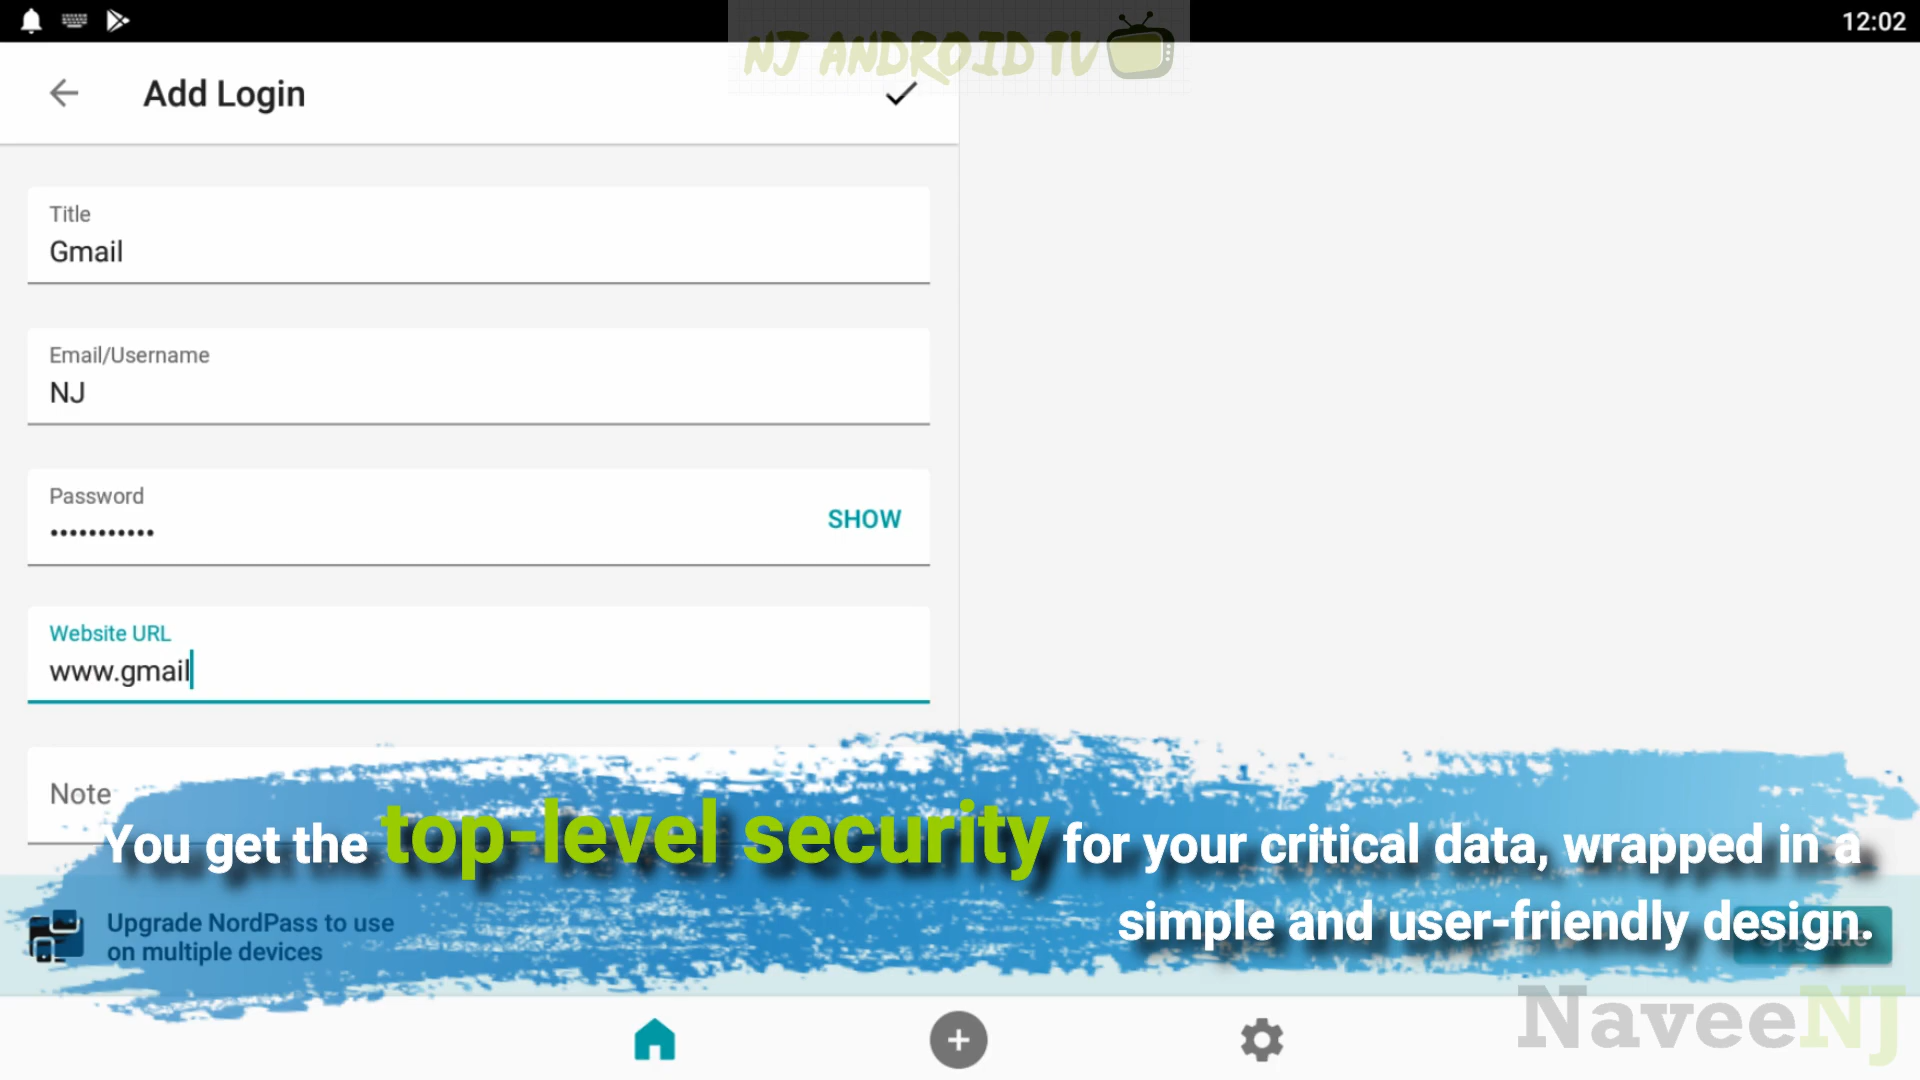 12:02
NJ ANDROID TV
Add Login
Title
Gmail
Email/Username
NJ
Password
•••••••••••
SHOW
Website URL
www.gmail
Note
You get the top-level security for your critical data, wrapped in a
simple and user-friendly design.
Upgrade NordPass to use
on multiple devices
NaveeNJ